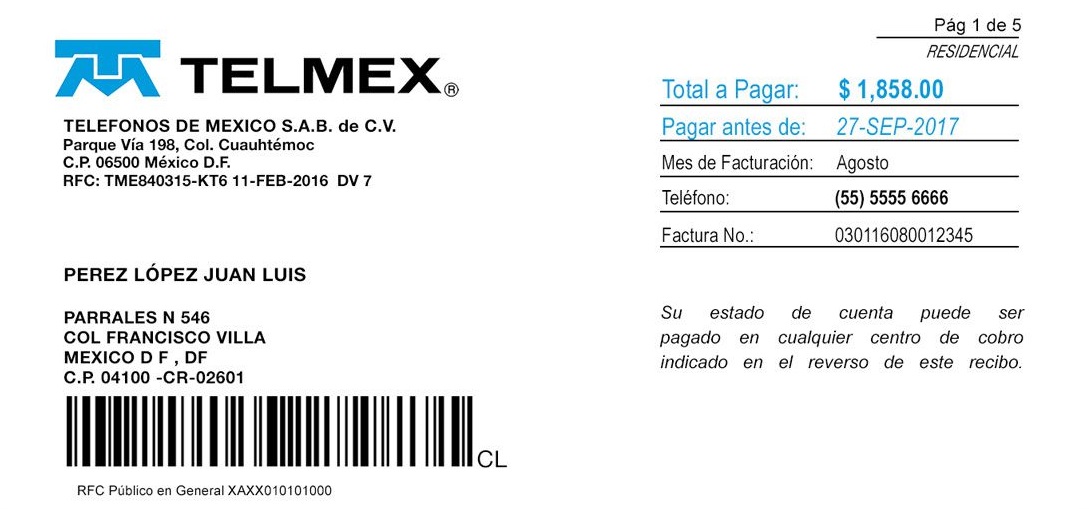 Pág 1 de 5
RESIDENCIAL
TELMEX®
TELEFONOS DE MEXICO S.A.B. de C.V.
Parque Vía 198, Col. Cuauhtémoc
C.P. 06500 México D.F.
RFC: TME840315-KT6 11-FEB-2016 DV 7
Total a Pagar: $ 1,858.00
Pagar antes de: 27-SEP-2017
Mes de Facturación: Agosto
Teléfono: (55) 5555 6666
Factura No.: 030116080012345
PEREZ LÓPEZ JUAN LUIS
PARRALES N 546
COL FRANCISCO VILLA
MEXICO D F , DF
C.P. 04100 -CR-02601
CL
RFC Público en General XAXX010101000
Su estado de cuenta puede ser
pagado en cualquier centro de cobro
indicado en el reverso de este recibo.